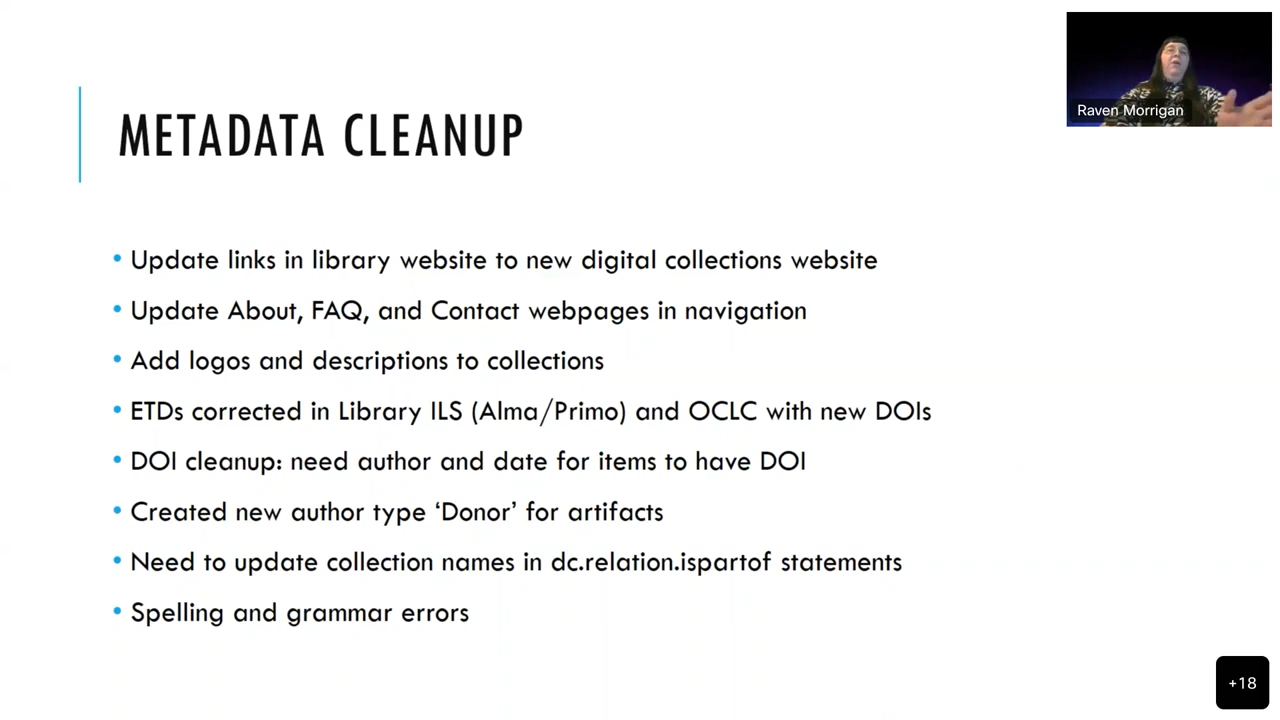 Raven Morrigan
METADATA CLEANUP
• Update links in library website to new digital collections website
• Update About, FAQ, and Contact webpages in navigation
• Add logos and descriptions to collections
• ETDs corrected in Library ILS (Alma/Primo) and OCLC with new DOIs
• DOI cleanup: need author and date for items to have DOI
• Created new author type ‘Donor’ for artifacts
• Need to update collection names in dc.relation.ispartof statements
• Spelling and grammar errors
+18